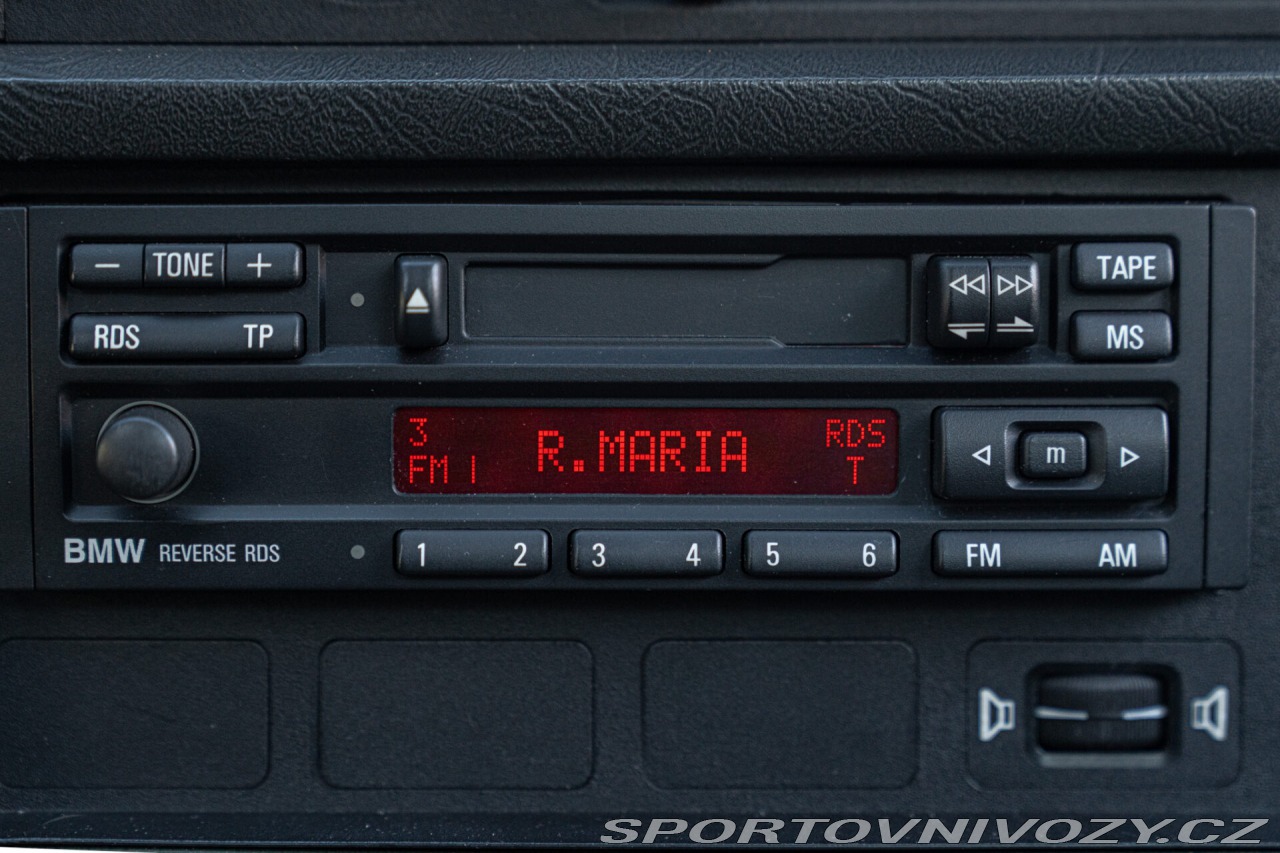 − TONE +
TAPE
RDS TP
MS
3 R.MARIA RDS
FM 1 T
m
BMW REVERSE RDS
1 2 3 4 5 6 FM AM
SPORTOVNIVOZY.CZ